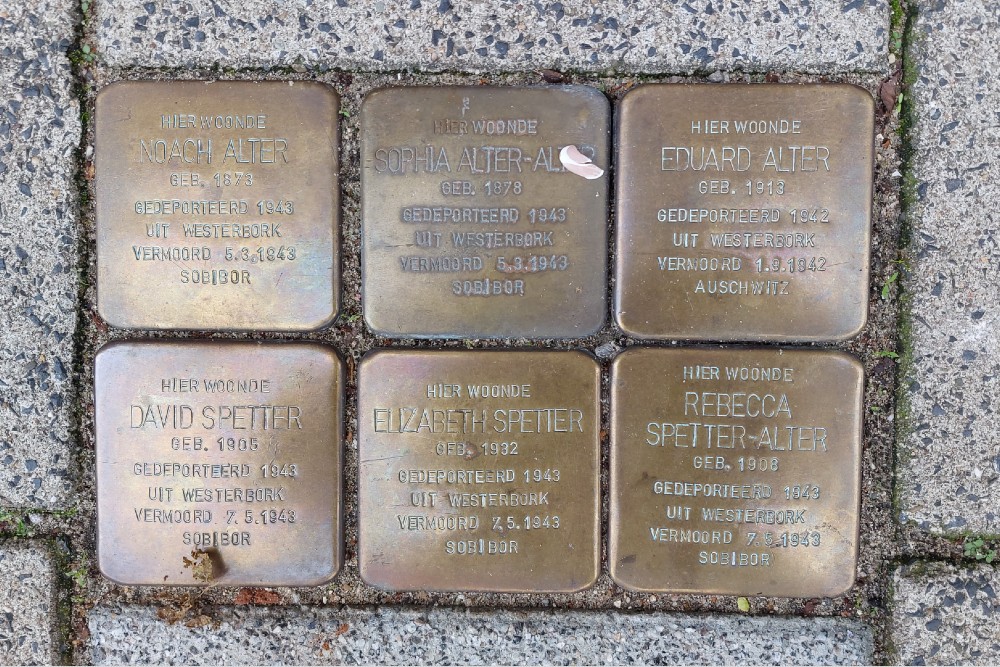 HIER WOONDE
NOACH ALTER
GEB. 1873
GEDEPORTEERD 1943
UIT WESTERBORK
VERMOORD 5.3.1943
SOBIBOR
HIER WOONDE
SOPHIA ALTER-ALTER
GEB. 1878
GEDEPORTEERD 1943
UIT WESTERBORK
VERMOORD 5.3.1943
SOBIBOR
HIER WOONDE
EDUARD ALTER
GEB. 1913
GEDEPORTEERD 1942
UIT WESTERBORK
VERMOORD 1.9.1942
AUSCHWITZ
HIER WOONDE
DAVID SPETTER
GEB. 1905
GEDEPORTEERD 1943
UIT WESTERBORK
VERMOORD 7.5.1943
SOBIBOR
HIER WOONDE
ELIZABETH SPETTER
GEB. 1932
GEDEPORTEERD 1943
UIT WESTERBORK
VERMOORD 7.5.1943
SOBIBOR
HIER WOONDE
REBECCA
SPETTER-ALTER
GEB. 1908
GEDEPORTEERD 1943
UIT WESTERBORK
VERMOORD 7.5.1943
SOBIBOR